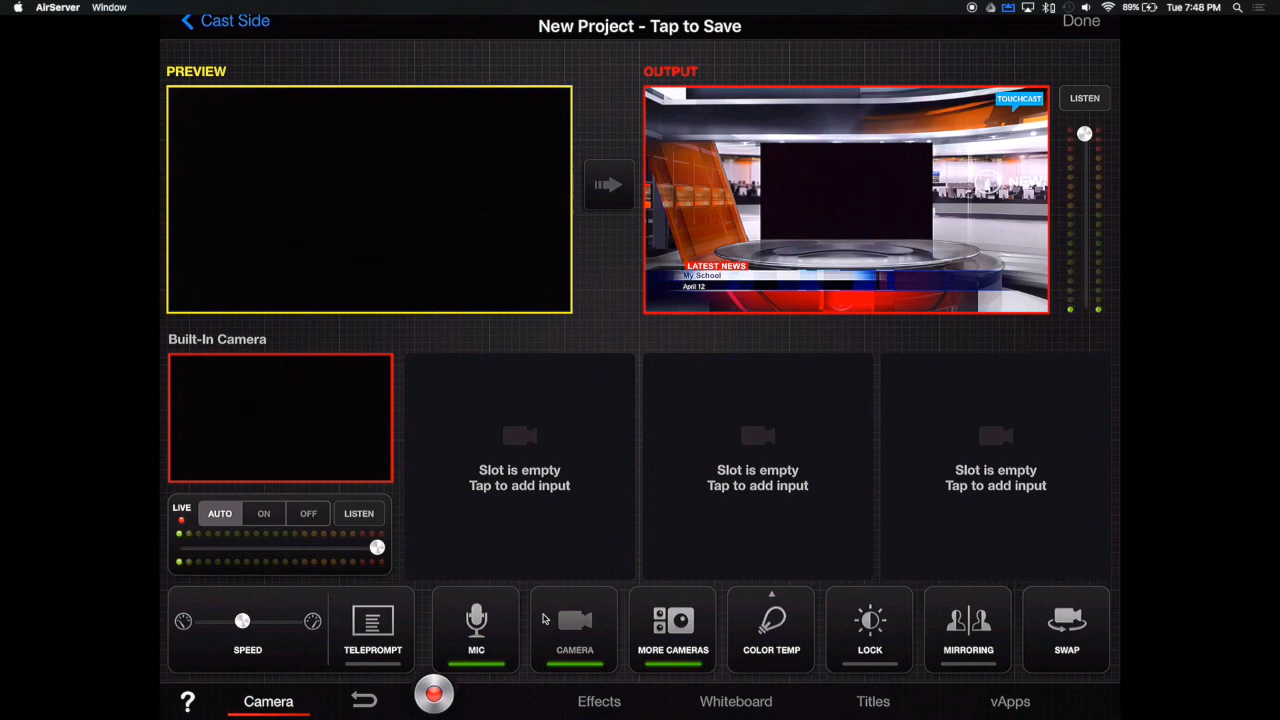 AirServer Window
89% Tue 7:48 PM
Cast Side
New Project - Tap to Save
Done
PREVIEW
OUTPUT
TOUCHCAST
LISTEN
LATEST NEWS
My School
April 12
Built-In Camera
LIVE
AUTO ON OFF LISTEN
Slot is empty
Tap to add input
Slot is empty
Tap to add input
Slot is empty
Tap to add input
SPEED
TELEPROMPT
MIC
CAMERA
MORE CAMERAS
COLOR TEMP
LOCK
MIRRORING
SWAP
?
Camera
Effects
Whiteboard
Titles
vApps